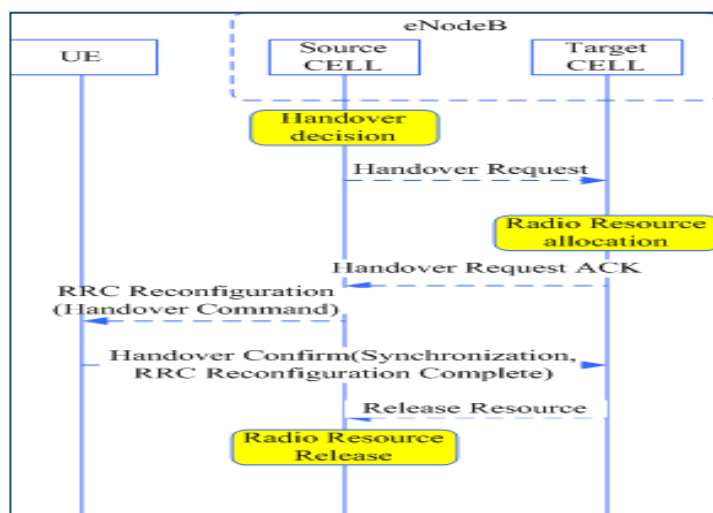 eNodeB
UE
Source
CELL
Target
CELL
Handover
decision
Handover Request
Radio Resource
allocation
Handover Request ACK
RRC Reconfiguration
(Handover Command)
Handover Confirm(Synchronization,
RRC Reconfiguration Complete)
Release Resource
Radio Resource
Release